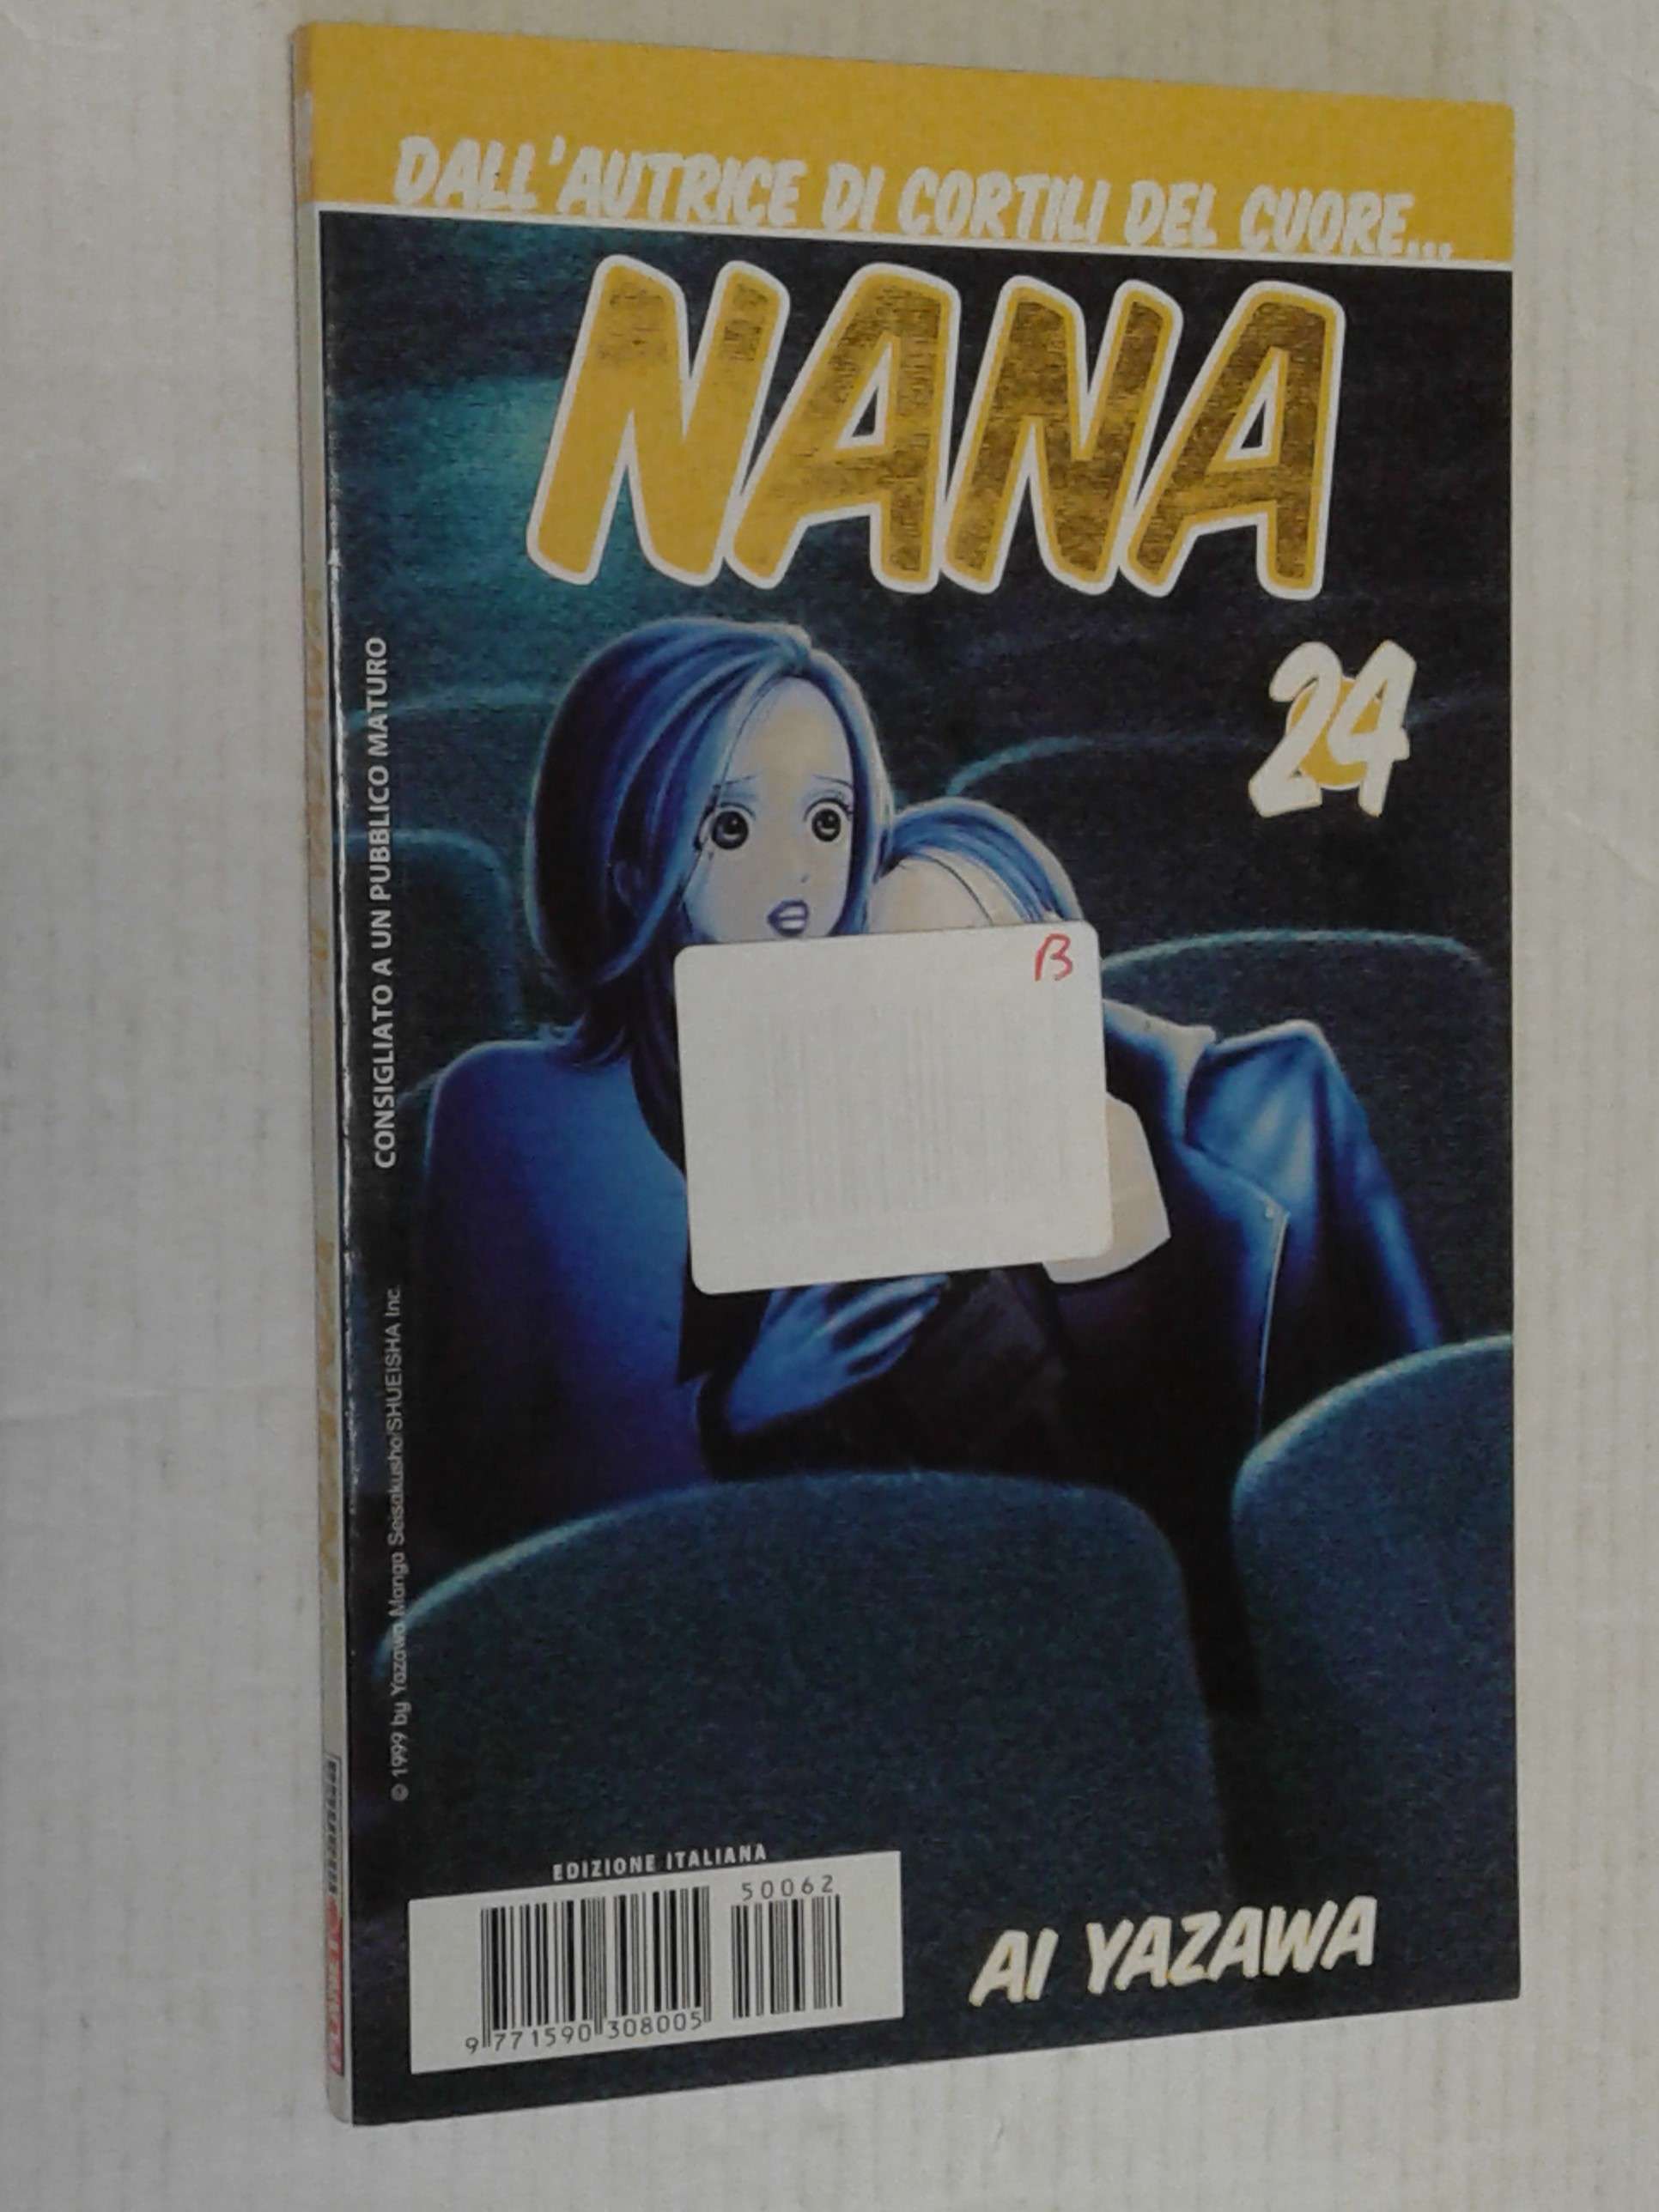 DALL'AUTRICE DI CORTILI DEL CUORE...
NANA
24
CONSIGLIATO A UN PUBBLICO MATURO
B
© 1999 by Yazawa Manga Seisakusho/SHUEISHA Inc.
EDIZIONE ITALIANA
50062
9 771590 308005
AI YAZAWA